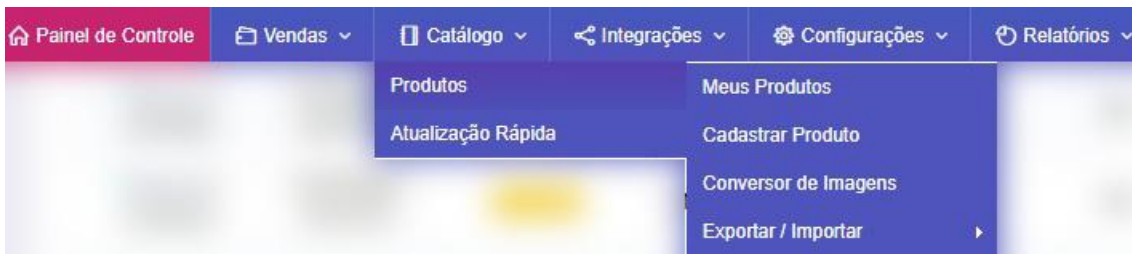 Painel de Controle Vendas Catálogo Integrações Configurações Relatórios
Produtos
Atualização Rápida
Meus Produtos
Cadastrar Produto
Conversor de Imagens
Exportar / Importar